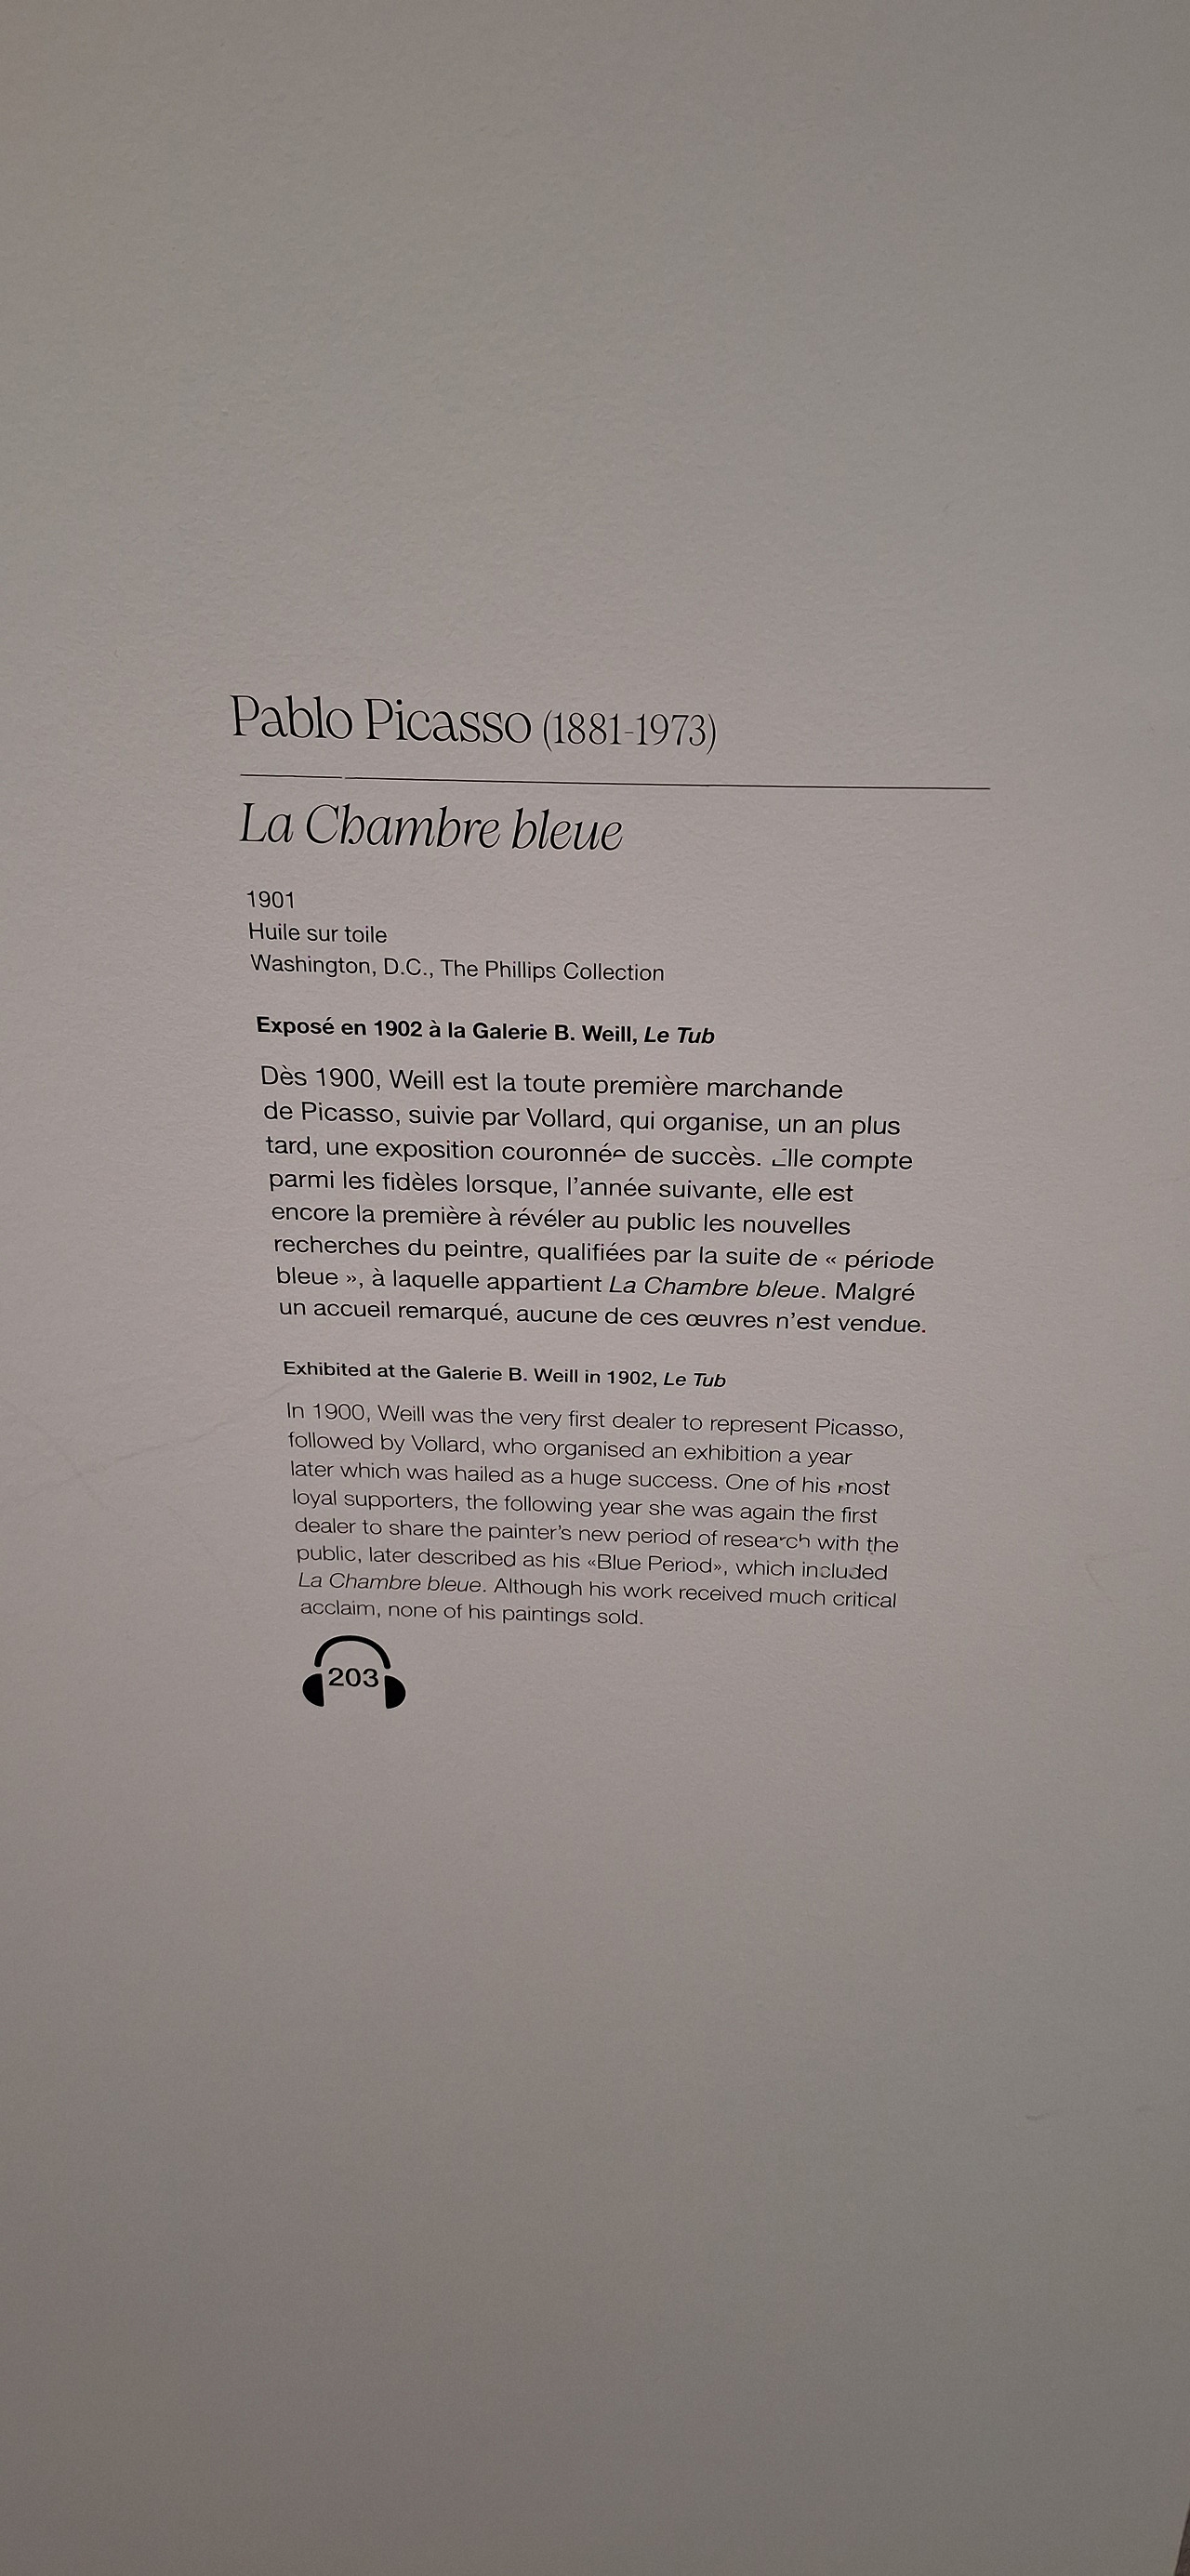 Pablo Picasso (1881-1973)
La Chambre bleue
1901
Huile sur toile
Washington, D.C., The Phillips Collection
Exposé en 1902 à la Galerie B. Weill, Le Tub
Dès 1900, Weill est la toute première marchande
de Picasso, suivie par Vollard, qui organise, un an plus
tard, une exposition couronnée de succès. Elle compte
parmi les fidèles lorsque, l’année suivante, elle est
encore la première à révéler au public les nouvelles
recherches du peintre, qualifiées par la suite de « période
bleue », à laquelle appartient La Chambre bleue. Malgré
un accueil remarqué, aucune de ces œuvres n’est vendue.
Exhibited at the Galerie B. Weill in 1902, Le Tub
In 1900, Weill was the very first dealer to represent Picasso,
followed by Vollard, who organised an exhibition a year
later which was hailed as a huge success. One of his most
loyal supporters, the following year she was again the first
dealer to share the painter’s new period of research with the
public, later described as his «Blue Period», which included
La Chambre bleue. Although his work received much critical
acclaim, none of his paintings sold.
203